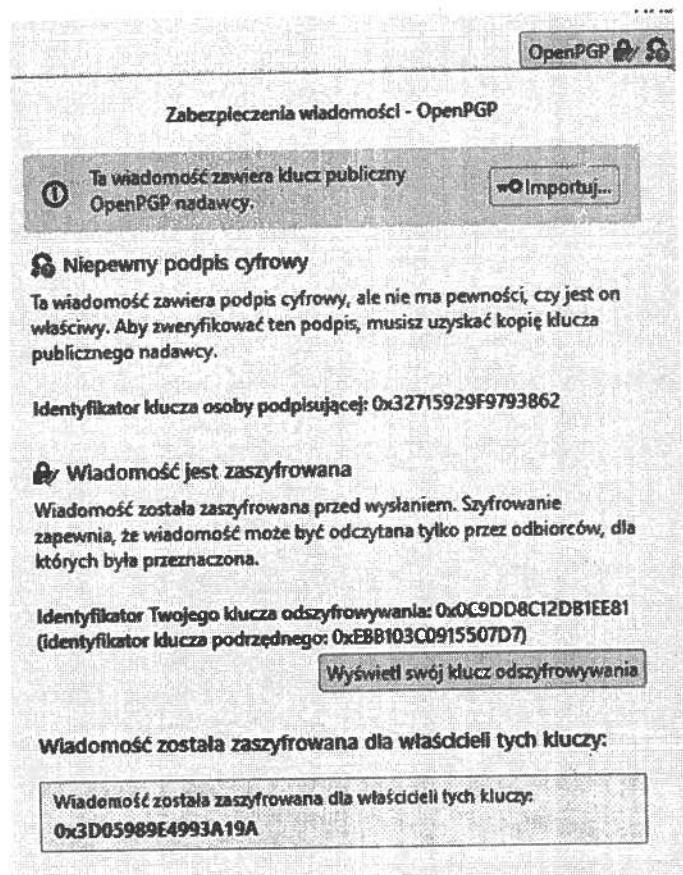 OpenPGP
Zabezpieczenia wiadomości - OpenPGP
Ta wiadomość zawiera klucz publiczny
OpenPGP nadawcy.
Importuj...
Niepewny podpis cyfrowy
Ta wiadomość zawiera podpis cyfrowy, ale nie ma pewności, czy jest on
właściwy. Aby zweryfikować ten podpis, musisz uzyskać kopię klucza
publicznego nadawcy.
Identyfikator klucza osoby podpisującej: 0x32715929F9793862
Wiadomość jest zaszyfrowana
Wiadomość została zaszyfrowana przed wysłaniem. Szyfrowanie
zapewnia, że wiadomość może być odczytana tylko przez odbiorców, dla
których była przeznaczona.
Identyfikator Twojego klucza odszyfrowywania: 0x0C9DD8C12DB1EE81
(identyfikator klucza podrzędnego: 0xEBB103C0915507D7)
Wyświetl swój klucz odszyfrowywania
Wiadomość została zaszyfrowana dla właścicieli tych kluczy:
Wiadomość została zaszyfrowana dla właścicieli tych kluczy:
0x3D05989E4993A19A